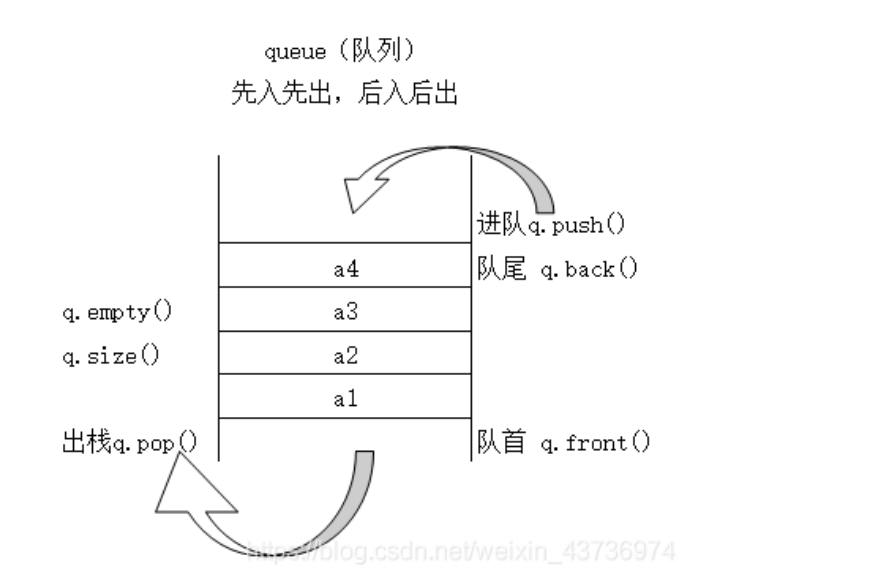 queue（队列）
先入先出，后入后出
进队q.push()
a4
队尾 q.back()
q.empty()
a3
q.size()
a2
a1
出栈q.pop()
队首 q.front()
https://blog.csdn.net/weixin_43736974